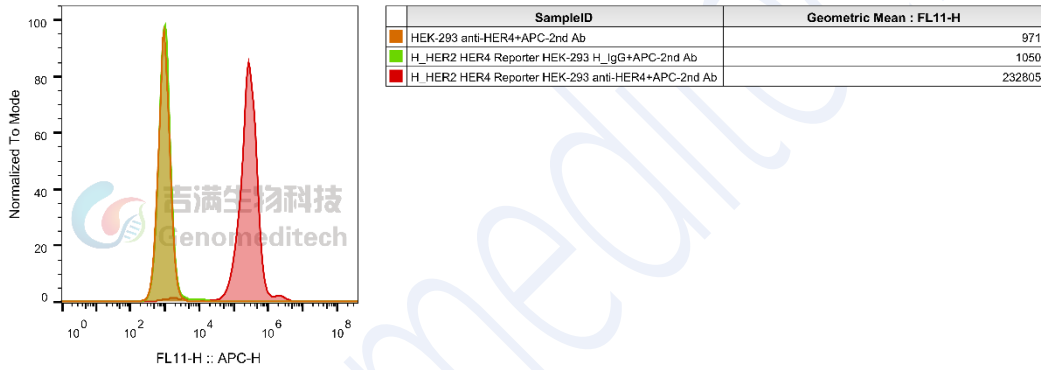 SampleID Geometric Mean : FL11-H
HEK-293 anti-HER4+APC-2nd Ab 971
H_HER2 HER4 Reporter HEK-293 H_IgG+APC-2nd Ab 1050
H_HER2 HER4 Reporter HEK-293 anti-HER4+APC-2nd Ab 232805
100
80
60
40
20
0
Normalized To Mode
吉满生物科技
Genomeditech
10^0 10^2 10^4 10^6 10^8
FL11-H :: APC-H